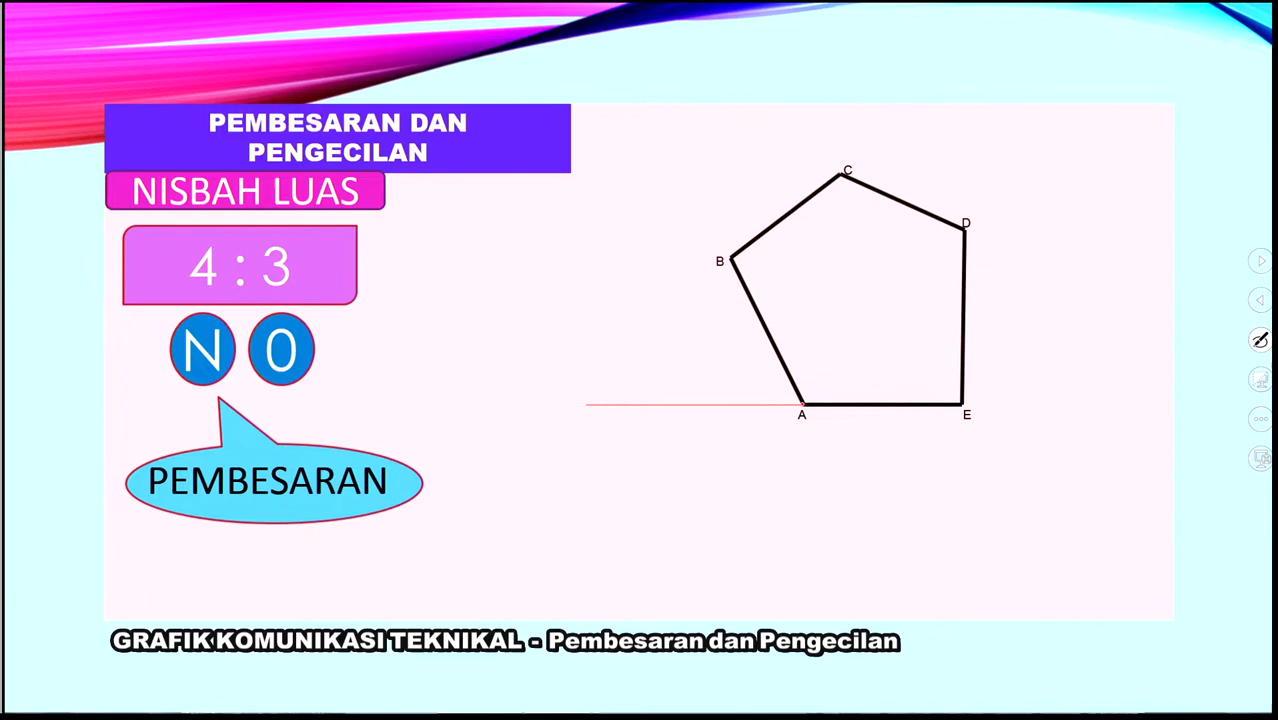 PEMBESARAN DAN
PENGECILAN
NISBAH LUAS
4 : 3
N O
PEMBESARAN
C
D
B
A
E
GRAFIK KOMUNIKASI TEKNIKAL - Pembesaran dan Pengecilan